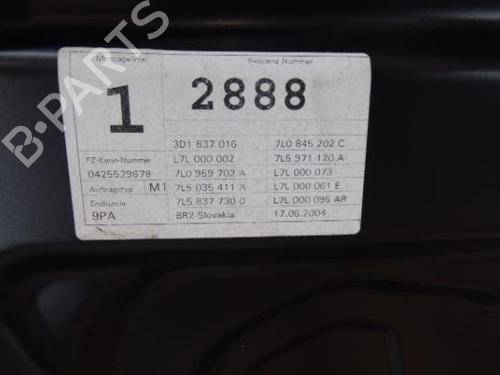 Montagelinie
Sequenz Nummer
1
2888
3D1 837 016
7L0 845 202 C
FZ-Kenn-Nummer
L7L 000 002
7L5 971 120 A
0425529678
7L0 959 702 A
L7L 000 073
Auftragstyp M1
7L5 035 411 A
L7L 000 061 E
Endkunde
7L5 837 730 D
L7L 000 096 AR
9PA
BR2-Slovakia
17.06.2004
B-PARTS